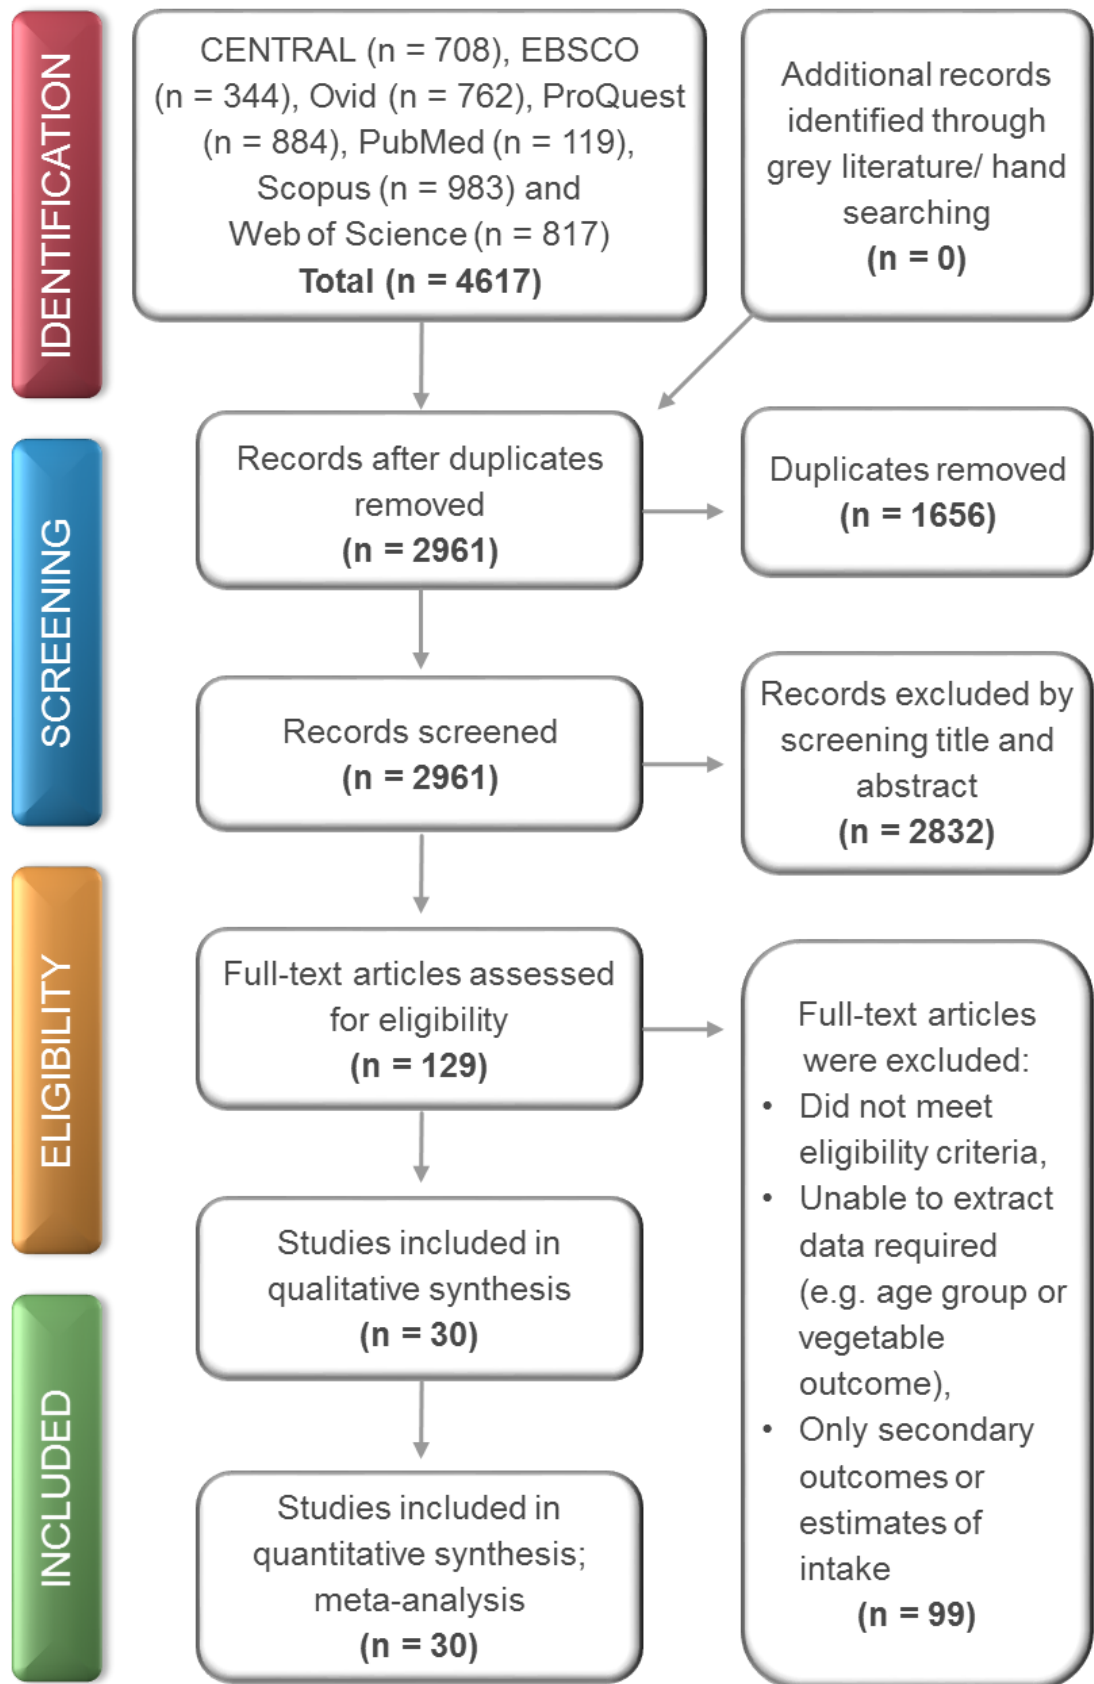 IDENTIFICATION
CENTRAL (n = 708), EBSCO
(n = 344), Ovid (n = 762), ProQuest
(n = 884), PubMed (n = 119),
Scopus (n = 983) and
Web of Science (n = 817)
Total (n = 4617)
Additional records
identified through
grey literature/ hand
searching
(n = 0)
SCREENING
Records after duplicates
removed
(n = 2961)
Duplicates removed
(n = 1656)
Records screened
(n = 2961)
Records excluded by
screening title and
abstract
(n = 2832)
ELIGIBILITY
Full-text articles assessed
for eligibility
(n = 129)
Full-text articles
were excluded:
• Did not meet
eligibility criteria,
• Unable to extract
data required
(e.g. age group or
vegetable
outcome),
• Only secondary
outcomes or
estimates of
intake
(n = 99)
Studies included in
qualitative synthesis
(n = 30)
INCLUDED
Studies included in
quantitative synthesis;
meta-analysis
(n = 30)